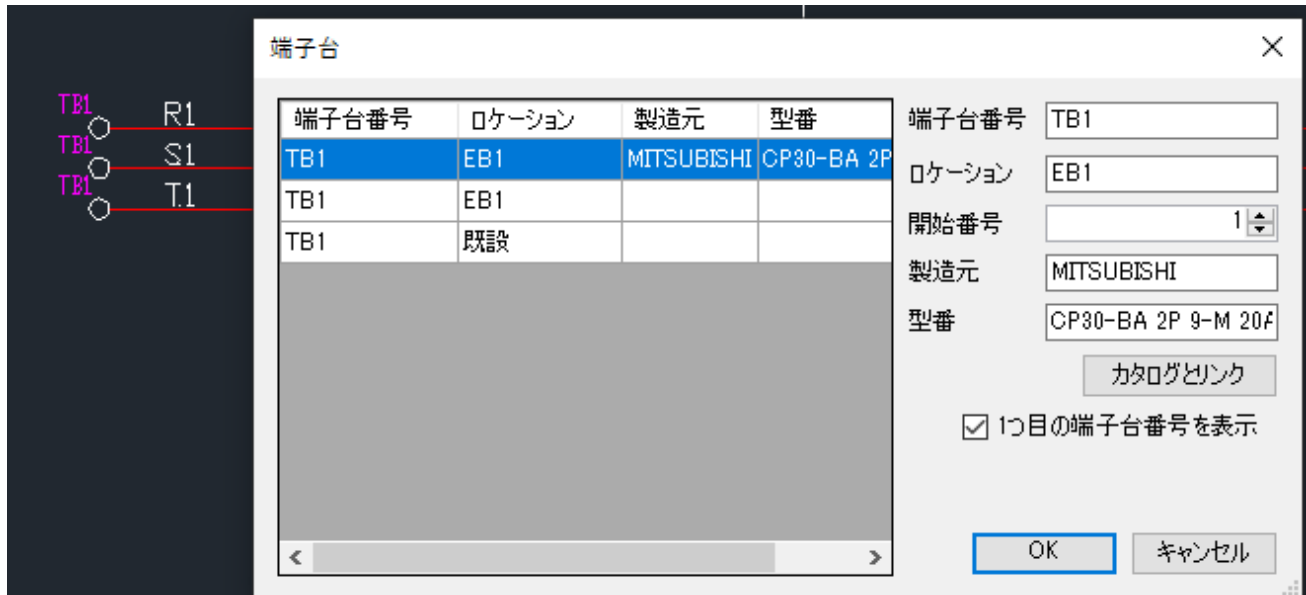 端子台
TB1 R1
TB1 S1
TB1 T.1
端子台番号 ロケーション 製造元 型番
TB1 EB1 MITSUBISHI CP30-BA 2P
TB1 EB1
TB1 既設
端子台番号 TB1
ロケーション EB1
開始番号 1
製造元 MITSUBISHI
型番 CP30-BA 2P 9-M 20A
カタログとリンク
1つ目の端子台番号を表示
OK キャンセル